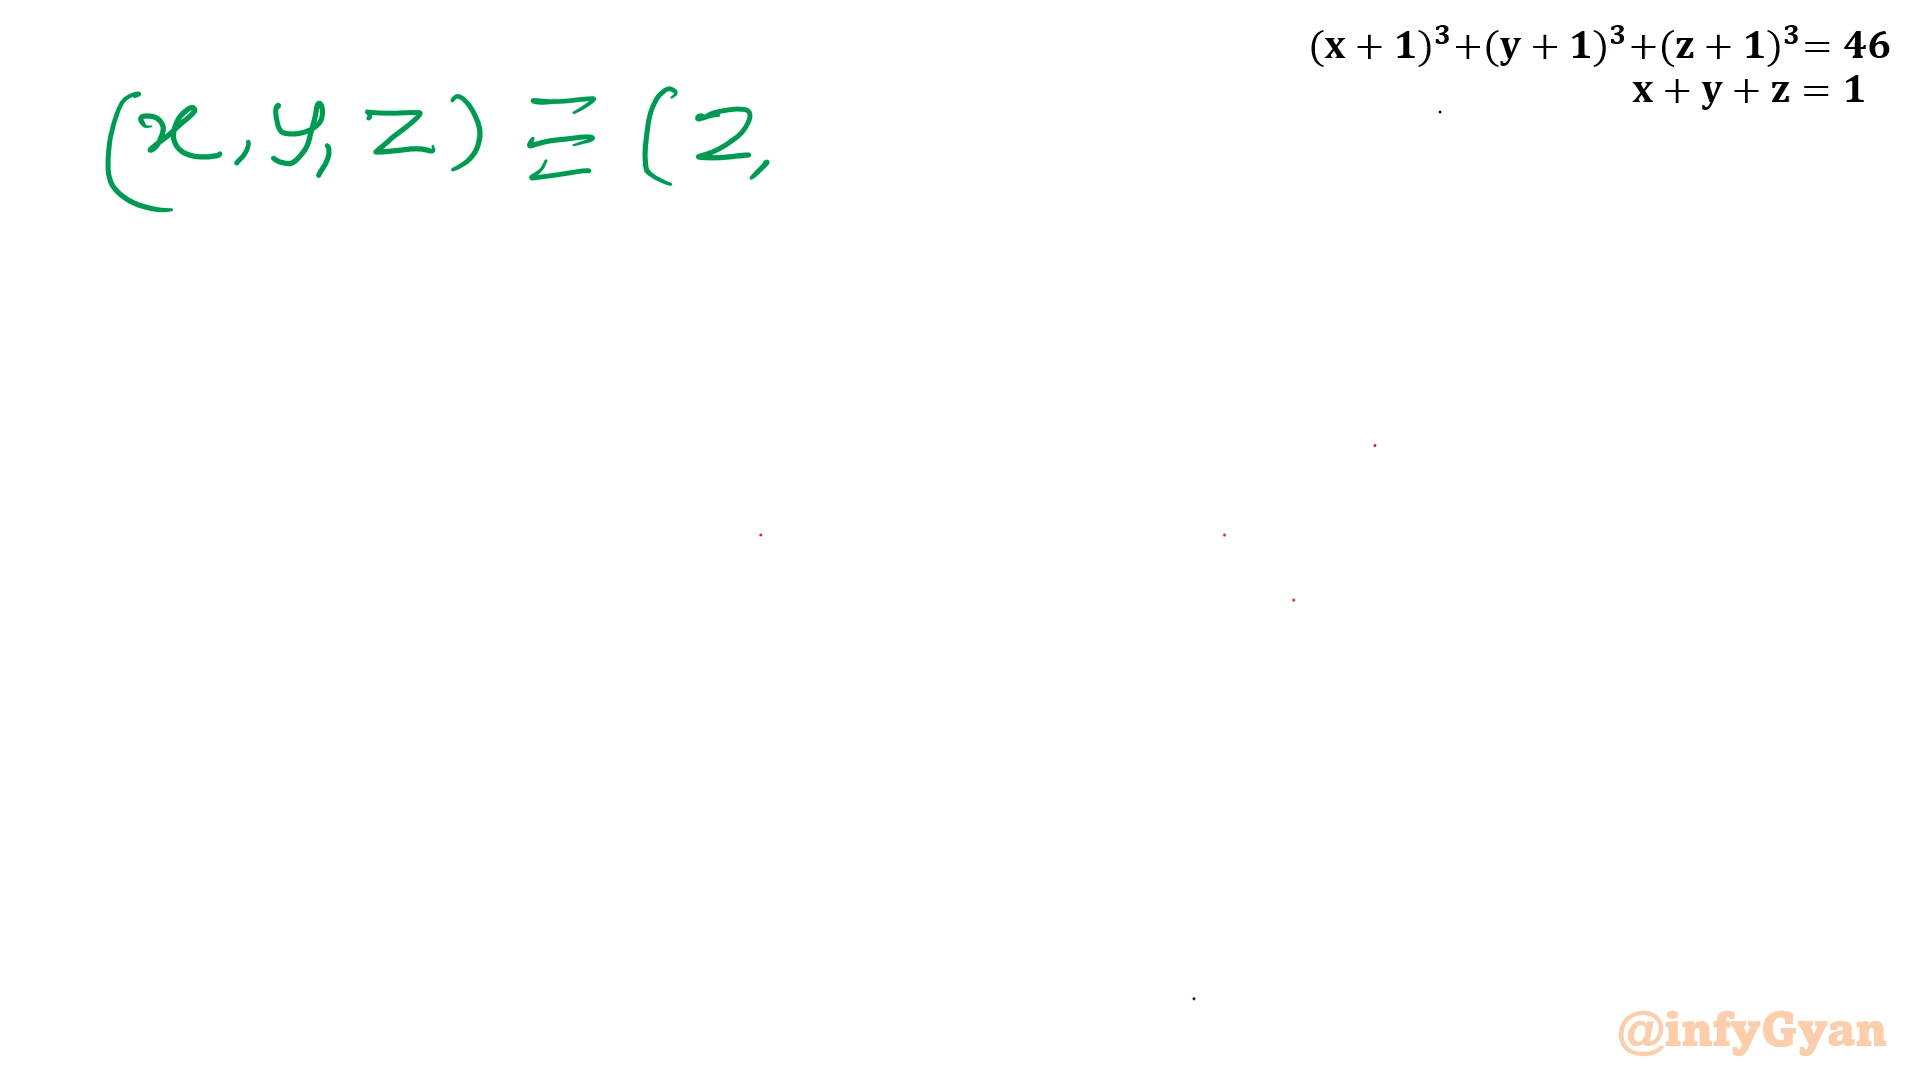 (x + 1)³+(y + 1)³+(z + 1)³= 46
x + y + z = 1
(x, y, z) ≡ (2,
@infyGyan